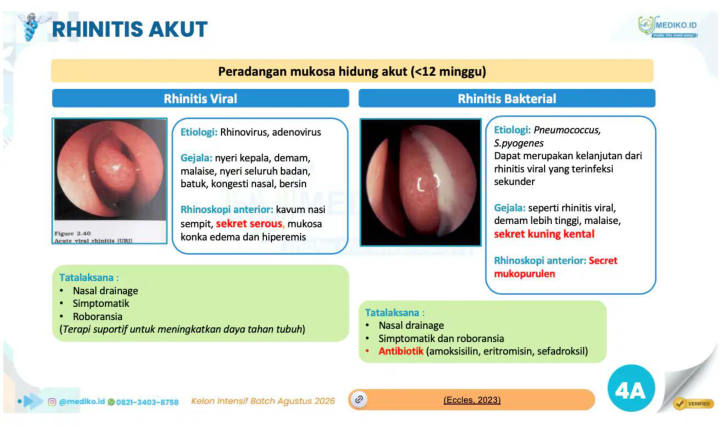 RHINITIS AKUT
MEDIKO.ID
Peradangan mukosa hidung akut (<12 minggu)
Rhinitis Viral
Figure 2.40
Acute viral rhinitis (URI)
Etiologi: Rhinovirus, adenovirus
Gejala: nyeri kepala, demam,
malaise, nyeri seluruh badan,
batuk, kongesti nasal, bersin
Rhinoskopi anterior: kavum nasi
sempit, sekret serous, mukosa
konka edema dan hiperemis
Tatalaksana :
• Nasal drainage
• Simptomatik
• Roboransia
(Terapi suportif untuk meningkatkan daya tahan tubuh)
Rhinitis Bakterial
Etiologi: Pneumococcus,
S.pyogenes
Dapat merupakan kelanjutan dari
rhinitis viral yang terinfeksi
sekunder
Gejala: seperti rhinitis viral,
demam lebih tinggi, malaise,
sekret kuning kental
Rhinoskopi anterior: Secret
mukopurulen
Tatalaksana :
• Nasal drainage
• Simptomatik dan roboransia
• Antibiotik (amoksisilin, eritromisin, sefadroksil)
4A
@mediko.id 0821-3403-8758 Kelon Intensif Batch Agustus 2026
(Eccles, 2023)
VERIFIED